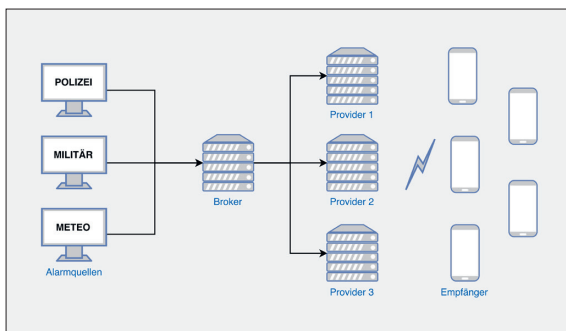 POLIZEI
MILITÄR
METEO
Alarmquellen
Broker
Provider 1
Provider 2
Provider 3
Empfänger